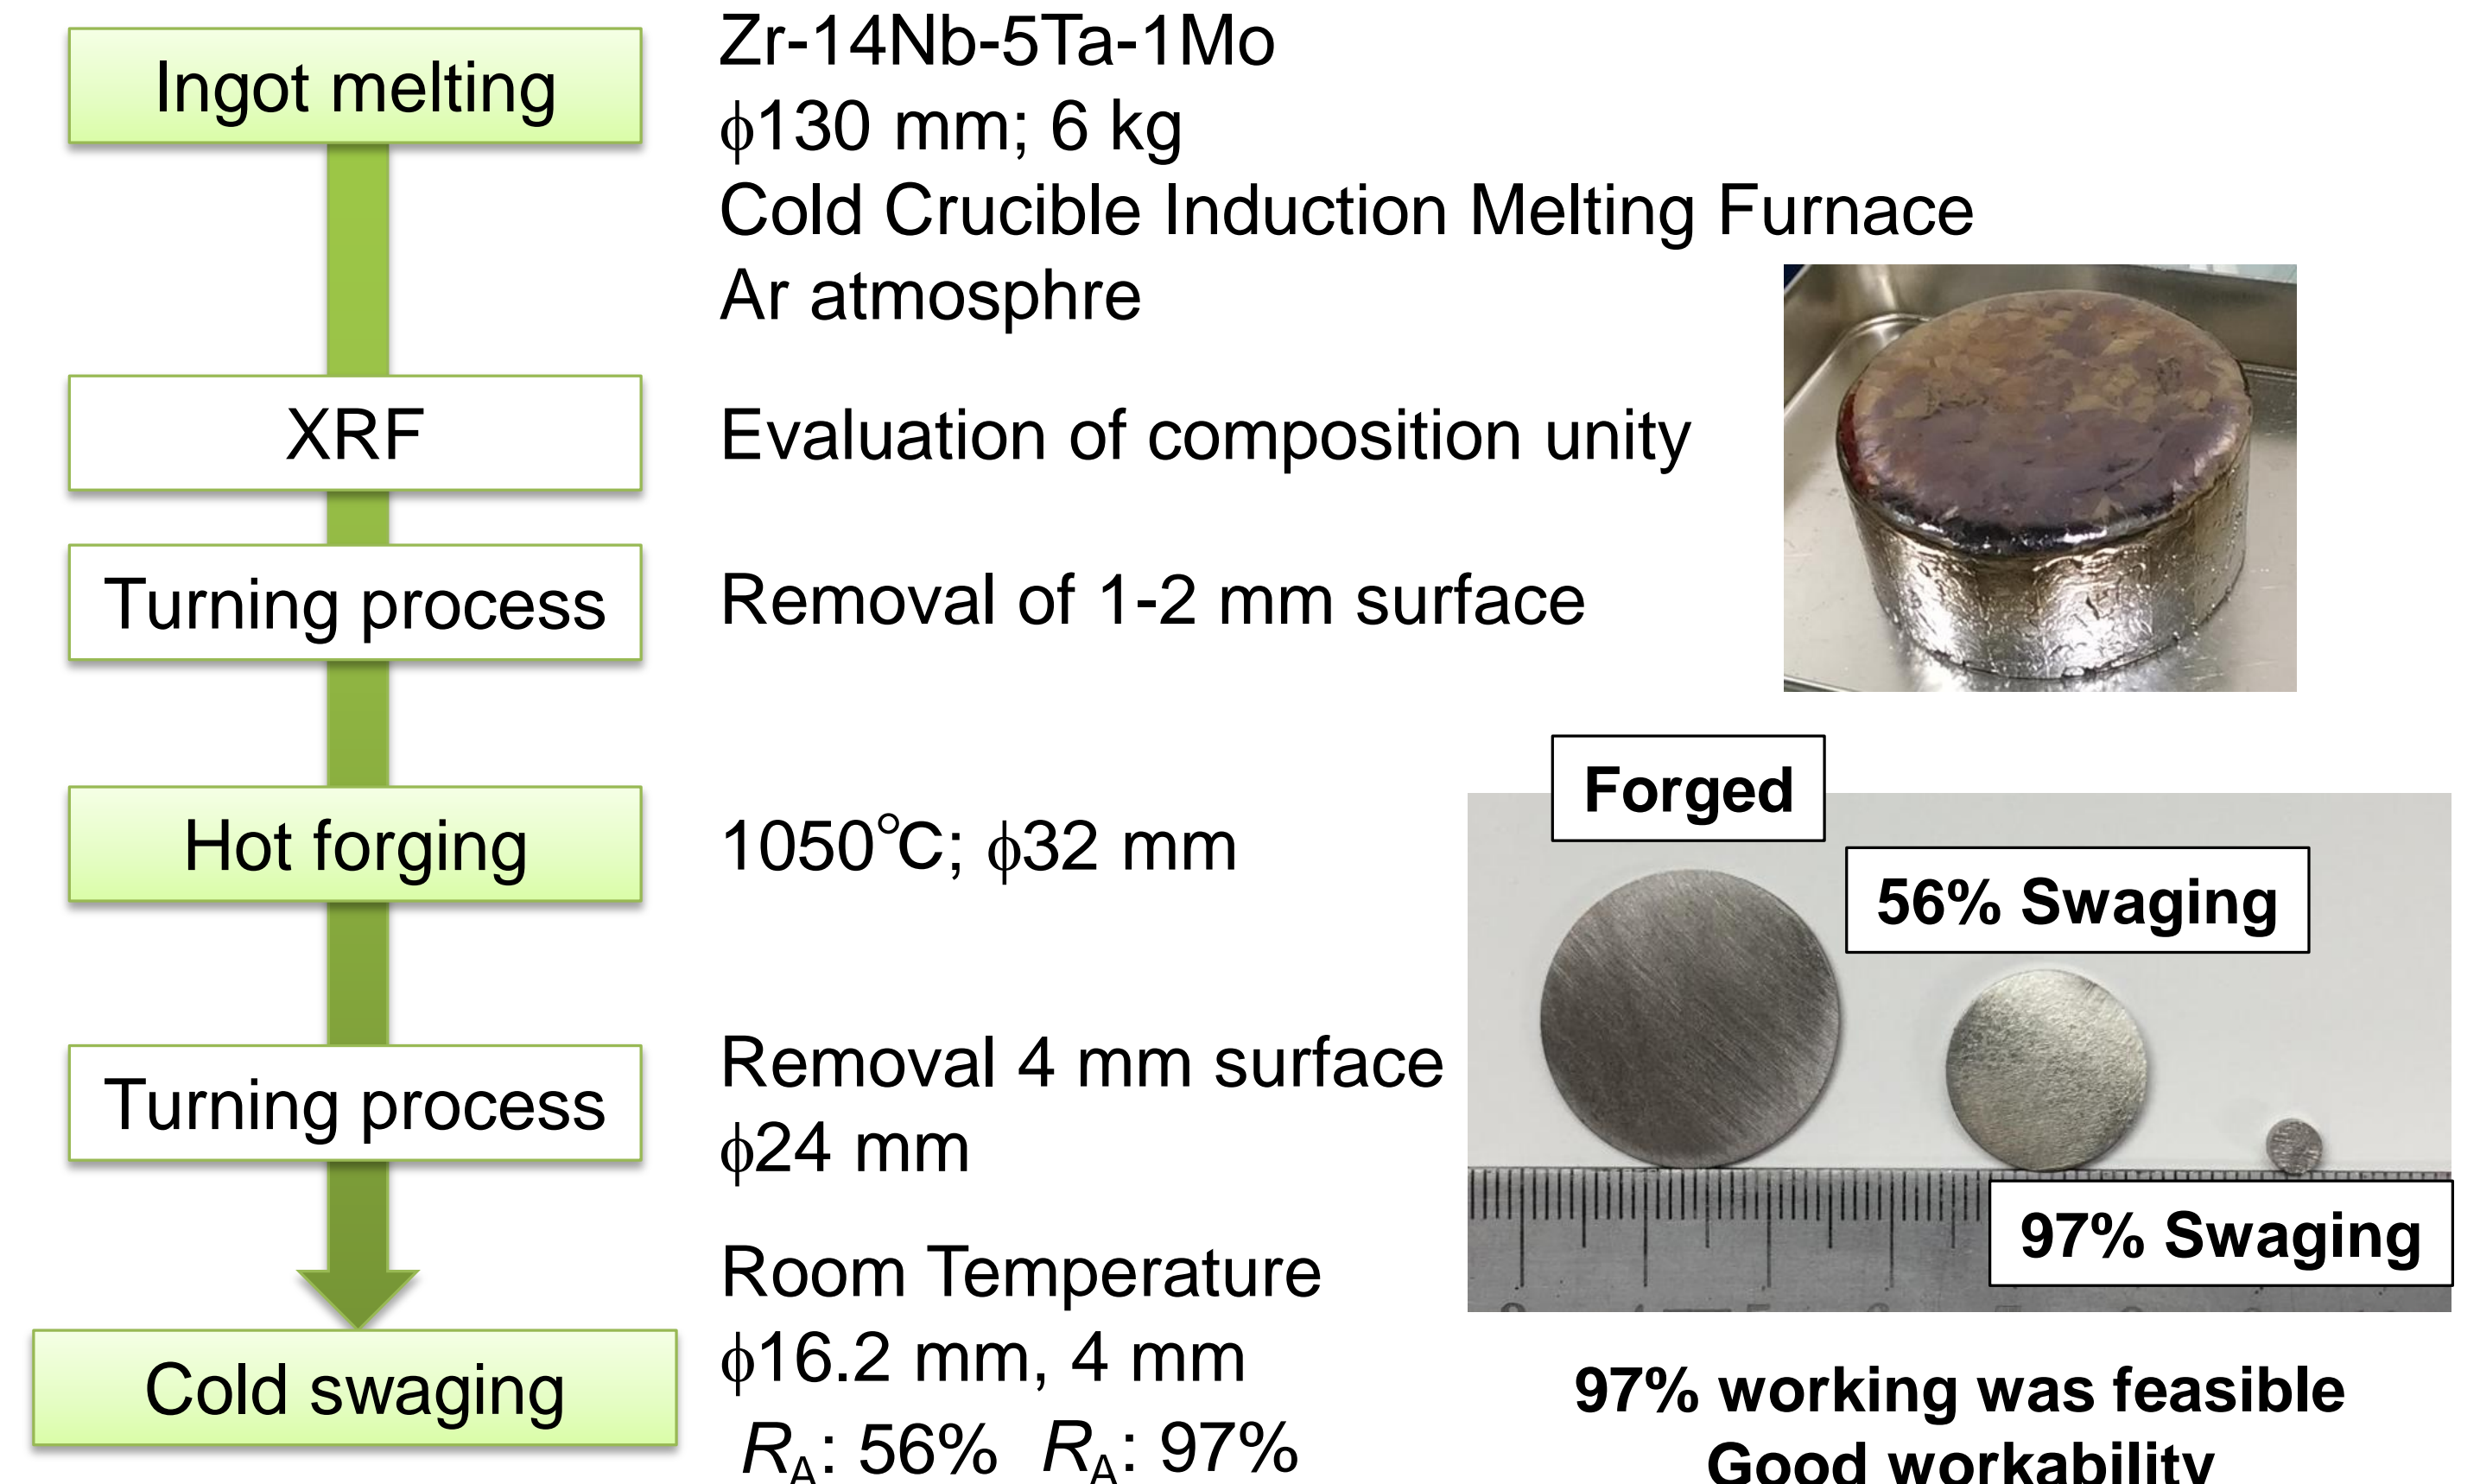 Ingot melting
Zr-14Nb-5Ta-1Mo
ϕ130 mm; 6 kg
Cold Crucible Induction Melting Furnace
Ar atmosphre
XRF
Evaluation of composition unity
Turning process
Removal of 1-2 mm surface
Hot forging
1050℃; ϕ32 mm
Turning process
Removal 4 mm surface
ϕ24 mm
Cold swaging
Room Temperature
ϕ16.2 mm, 4 mm
RA: 56% RA: 97%
Forged
56% Swaging
97% Swaging
97% working was feasible
Good workability